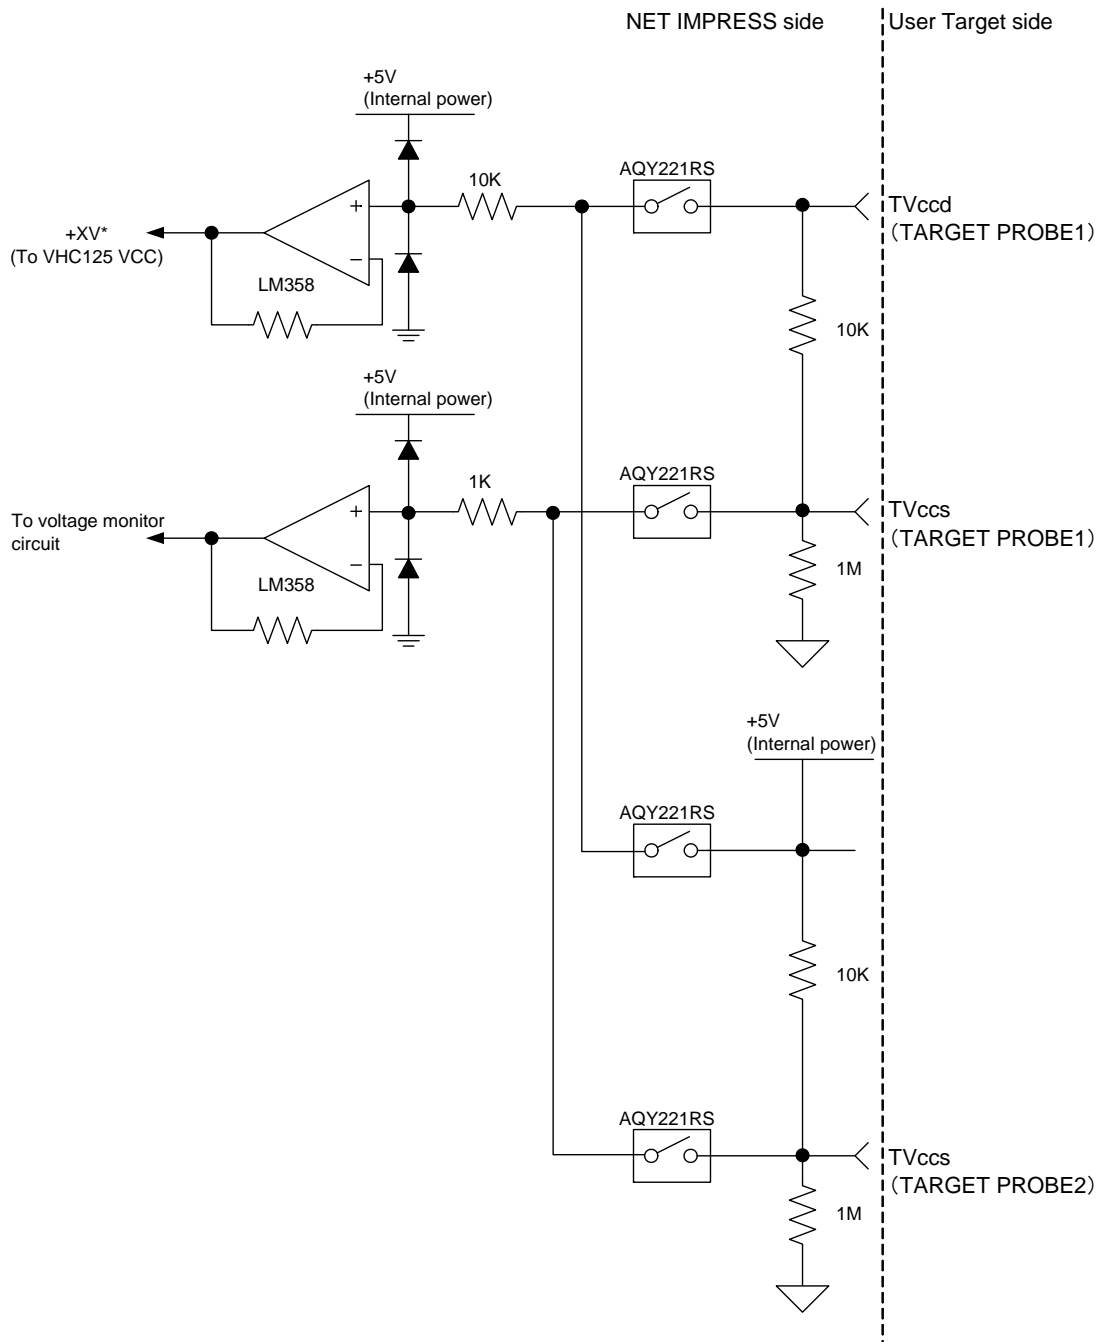 NET IMPRESS side
User Target side
+5V
(Internal power)
10K
AQY221RS
TVccd
（TARGET PROBE1）
+
−
+XV*
(To VHC125 VCC)
LM358
10K
+5V
(Internal power)
1K
AQY221RS
TVccs
（TARGET PROBE1）
+
−
To voltage monitor
circuit
LM358
1M
+5V
(Internal power)
AQY221RS
10K
AQY221RS
TVccs
（TARGET PROBE2）
1M